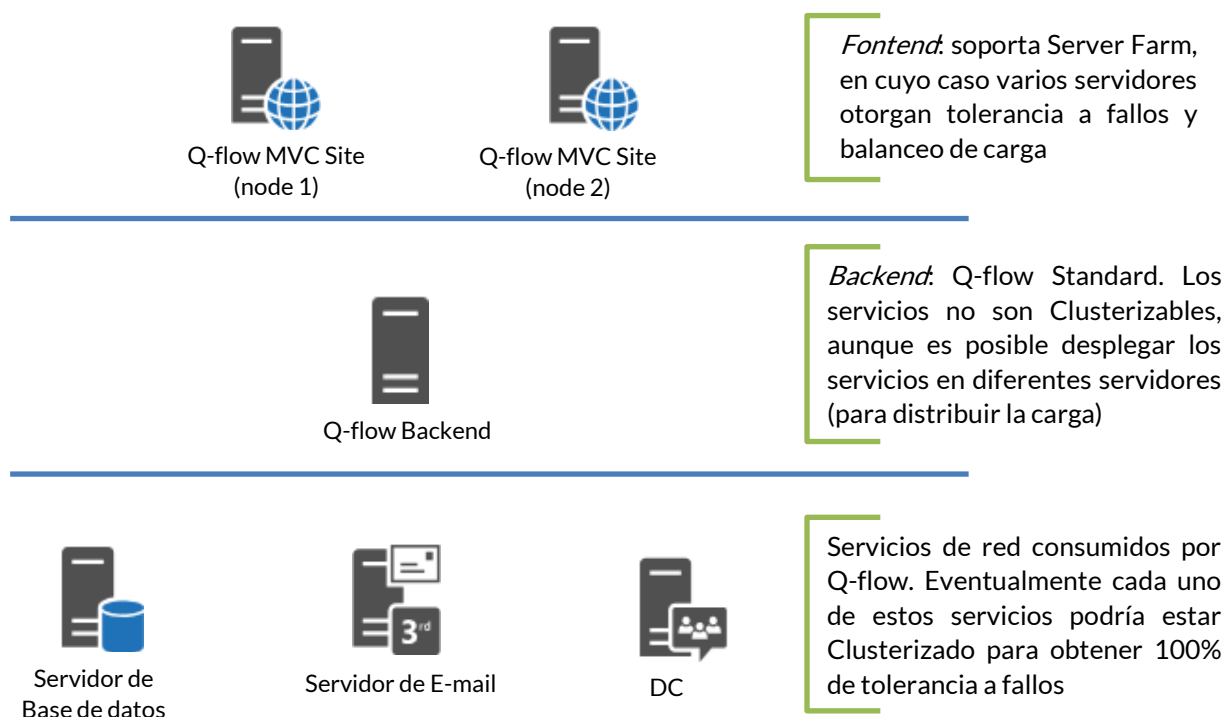 Q-flow MVC Site
(node 1)
Q-flow MVC Site
(node 2)
Fontend: soporta Server Farm,
en cuyo caso varios servidores
otorgan tolerancia a fallos y
balanceo de carga
Q-flow Backend
Backend: Q-flow Standard. Los
servicios no son Clusterizables,
aunque es posible desplegar los
servicios en diferentes servidores
(para distribuir la carga)
3rd
Servidor de
Base de datos
Servidor de E-mail
DC
Servicios de red consumidos por
Q-flow. Eventualmente cada uno
de estos servicios podría estar
Clusterizado para obtener 100%
de tolerancia a fallos